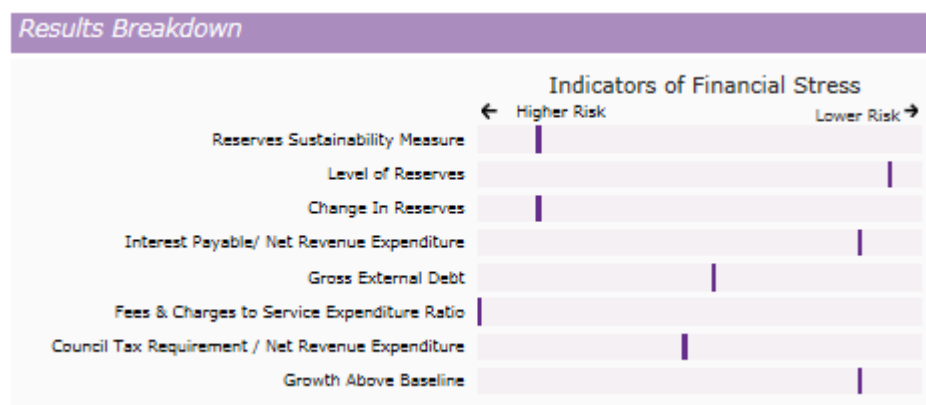 Results Breakdown
Indicators of Financial Stress
← Higher Risk Lower Risk →
Reserves Sustainability Measure
Level of Reserves
Change In Reserves
Interest Payable/ Net Revenue Expenditure
Gross External Debt
Fees & Charges to Service Expenditure Ratio
Council Tax Requirement / Net Revenue Expenditure
Growth Above Baseline